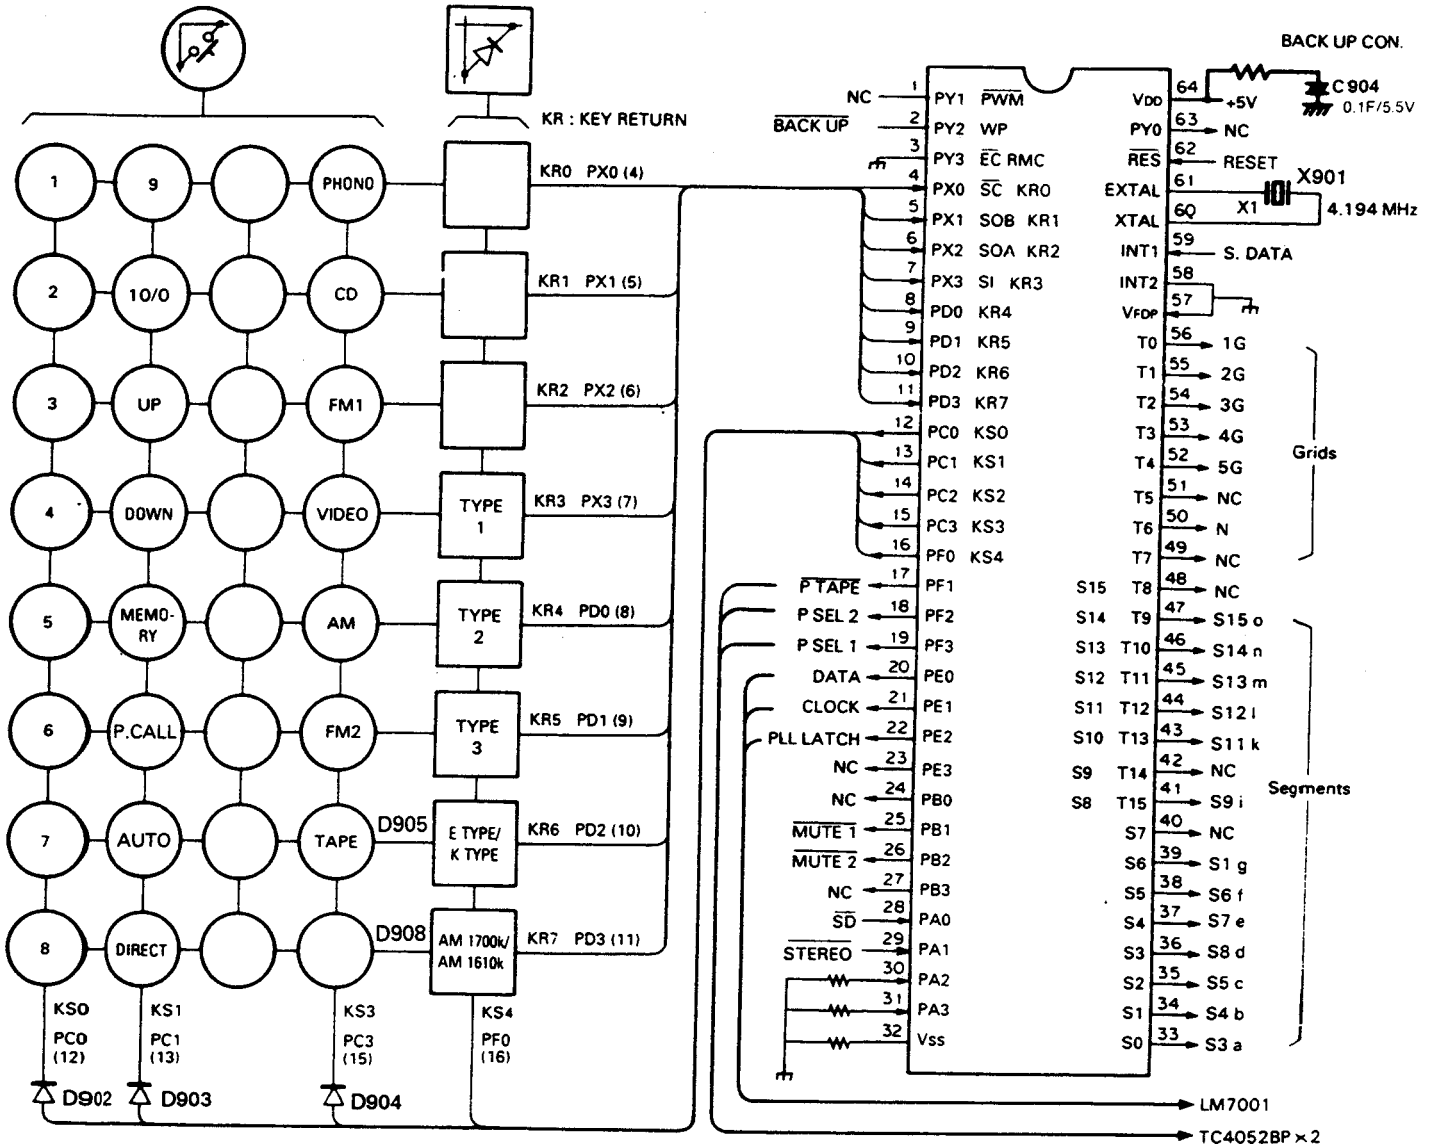 BACK UP CON.
KR : KEY RETURN
1 9 PHONO KR0 PX0 (4)
2 10/0 CD KR1 PX1 (5)
3 UP FM1 KR2 PX2 (6)
4 DOWN VIDEO TYPE 1 KR3 PX3 (7)
5 MEMO-RY AM TYPE 2 KR4 PD0 (8)
6 P.CALL FM2 TYPE 3 KR5 PD1 (9)
7 AUTO TAPE D905 E TYPE/ K TYPE KR6 PD2 (10)
8 DIRECT D908 AM 1700k/ AM 1610k KR7 PD3 (11)
KS0 KS1 KS3 KS4
PC0 PC1 PC3 PF0
(12) (13) (15) (16)
D902 D903 D904
NC 1 PY1 PWM
BACK UP 2 PY2 WP
3 PY3 EC RMC
4 PX0 SC KR0
5 PX1 SOB KR1
6 PX2 SOA KR2
7 PX3 SI KR3
8 PD0 KR4
9 PD1 KR5
10 PD2 KR6
11 PD3 KR7
12 PC0 KS0
13 PC1 KS1
14 PC2 KS2
15 PC3 KS3
16 PF0 KS4
P TAPE 17 PF1
P SEL 2 18 PF2
P SEL 1 19 PF3
DATA 20 PE0
CLOCK 21 PE1
PLL LATCH 22 PE2
NC 23 PE3
NC 24 PB0
MUTE 1 25 PB1
MUTE 2 26 PB2
NC 27 PB3
SD 28 PA0
STEREO 29 PA1
30 PA2
31 PA3
32 Vss
VDD 64 +5V C904
0.1F/5.5V
PY0 63 NC
RES 62 RESET
EXTAL 61 X901
XTAL 60 X1 4.194 MHz
INT1 59 S. DATA
INT2 58
VFDP 57
T0 56 1G
T1 55 2G
T2 54 3G
T3 53 4G
T4 52 5G
T5 51 NC
T6 50 N
T7 49 NC
Grids
S15 T8 48 NC
S14 T9 47 S15 o
S13 T10 46 S14 n
S12 T11 45 S13 m
S11 T12 44 S12 l
S10 T13 43 S11 k
S9 T14 42 NC
S8 T15 41 S9 i
S7 40 NC
S6 39 S1 g
S5 38 S6 f
S4 37 S7 e
S3 36 S8 d
S2 35 S5 c
S1 34 S4 b
S0 33 S3 a
Segments
LM7001
TC4052BP × 2